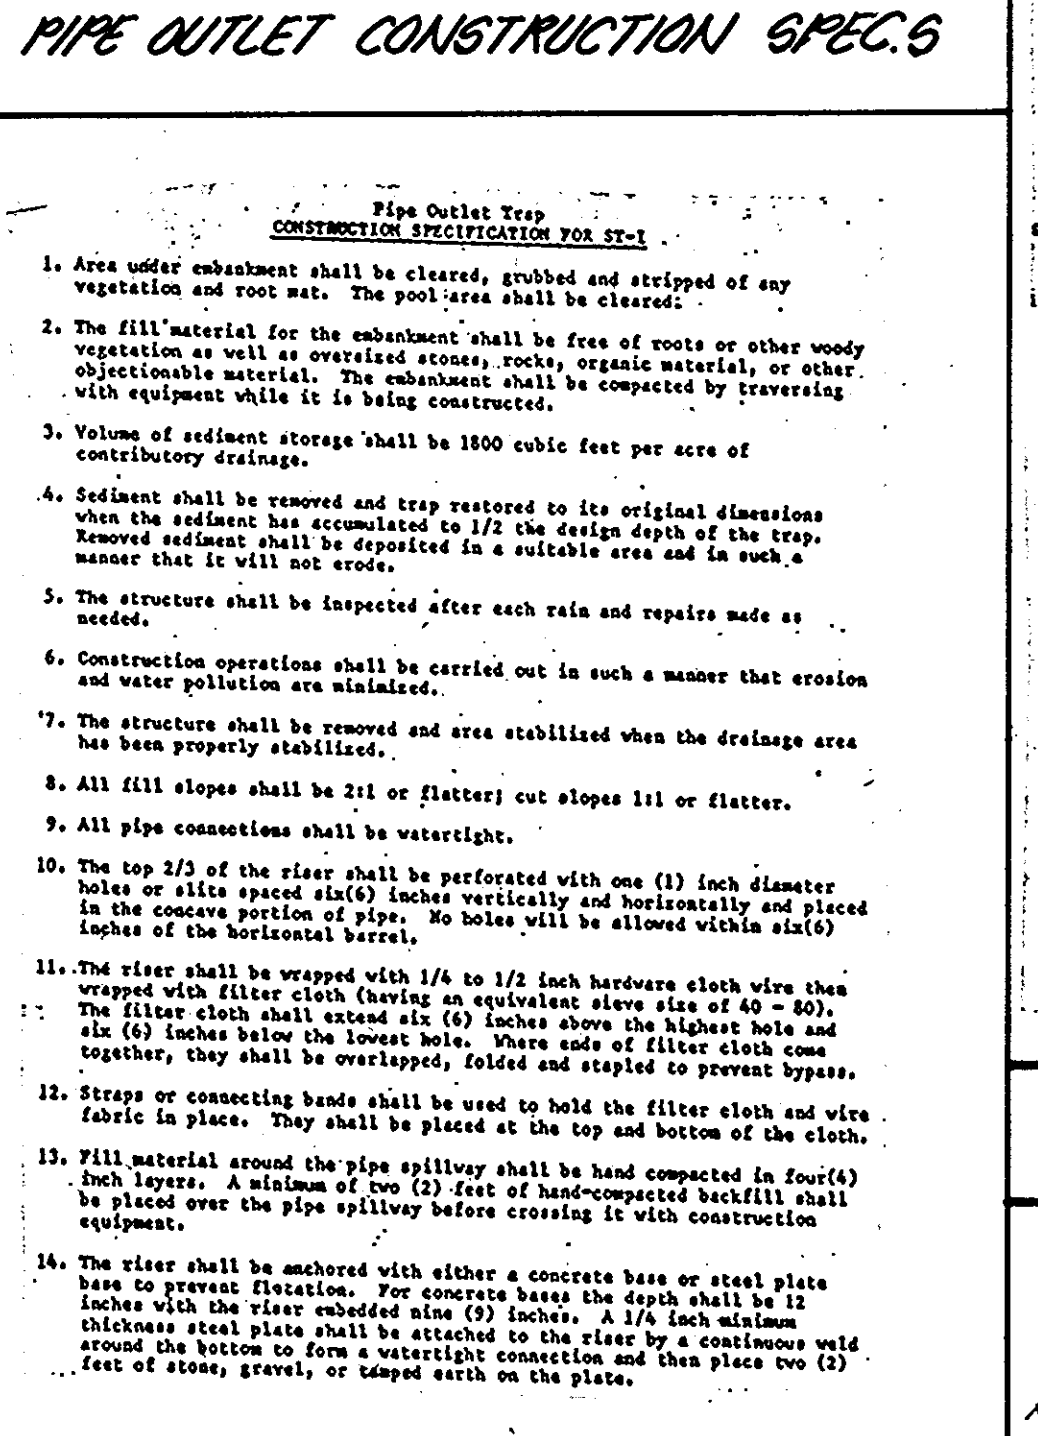 PIPE OUTLET CONSTRUCTION SPEC.S
Pipe Outlet Trap
CONSTRUCTION SPECIFICATION FOR ST-I
1. Area under embankment shall be cleared, grubbed and stripped of any
vegetation and root mat. The pool area shall be cleared.
2. The fill material for the embankment shall be free of roots or other woody
vegetation as well as oversized stones, rocks, organic material, or other
objectionable material. The embankment shall be compacted by traversing
with equipment while it is being constructed.
3. Volume of sediment storage shall be 1800 cubic feet per acre of
contributory drainage.
4. Sediment shall be removed and trap restored to its original dimensions
when the sediment has accumulated to 1/2 the design depth of the trap.
Removed sediment shall be deposited in a suitable area and in such a
manner that it will not erode.
5. The structure shall be inspected after each rain and repairs made as
needed.
6. Construction operations shall be carried out in such a manner that erosion
and water pollution are minimized.
7. The structure shall be removed and area stabilized when the drainage area
has been properly stabilized.
8. All fill slopes shall be 2:1 or flatter; cut slopes 1:1 or flatter.
9. All pipe connections shall be watertight.
10. The top 2/3 of the riser shall be perforated with one (1) inch diameter
holes or slits spaced six(6) inches vertically and horizontally and placed
in the concave portion of pipe. No holes will be allowed within six(6)
inches of the horizontal barrel.
11. The riser shall be wrapped with 1/4 to 1/2 inch hardware cloth wire then
wrapped with filter cloth (having an equivalent sieve size of 40 - 80).
The filter cloth shall extend six (6) inches above the highest hole and
six (6) inches below the lowest hole. Where ends of filter cloth come
together, they shall be overlapped, folded and stapled to prevent bypass.
12. Straps or connecting bands shall be used to hold the filter cloth and wire
fabric in place. They shall be placed at the top and bottom of the cloth.
13. Fill material around the pipe spillway shall be hand compacted in four(4)
inch layers. A minimum of two (2) feet of hand-compacted backfill shall
be placed over the pipe spillway before crossing it with construction
equipment.
14. The riser shall be anchored with either a concrete base or steel plate
base to prevent flotation. For concrete bases the depth shall be 12
inches with the riser embedded nine (9) inches. A 1/4 inch minimum
thickness steel plate shall be attached to the riser by a continuous weld
around the bottom to form a watertight connection and then place two (2)
feet of stone, gravel, or tamped earth on the plate.